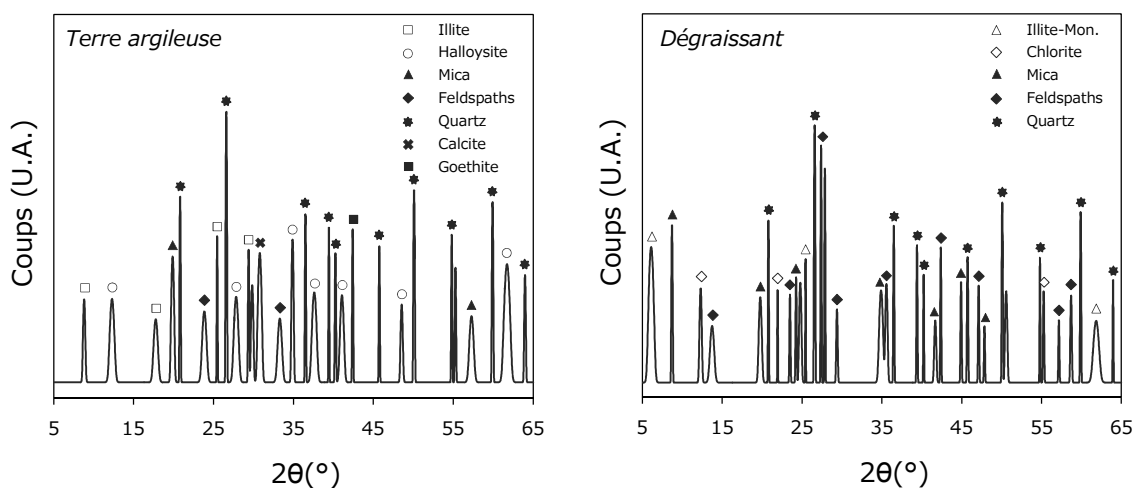 Terre argileuse
Illite
Halloysite
Mica
Feldspaths
Quartz
Calcite
Goethite
Coups (U.A.)
5 15 25 35 45 55 65
2θ(°)
Dégraissant
Illite-Mon.
Chlorite
Mica
Feldspaths
Quartz
Coups (U.A.)
5 15 25 35 45 55 65
2θ(°)